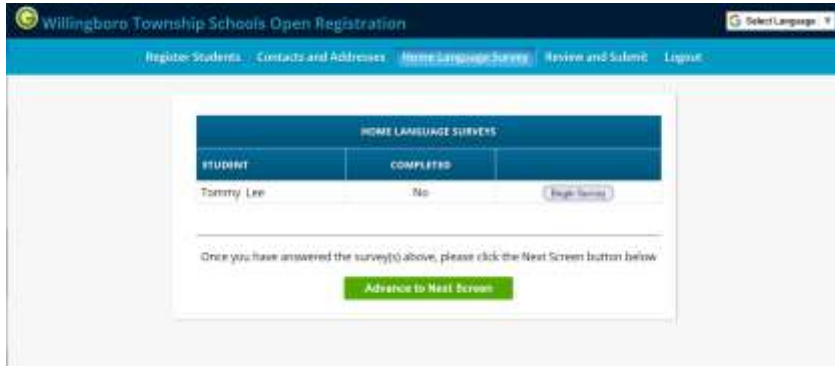 Willingboro Township Schools Open Registration
G Select Language ▼
Register Students Contacts and Addresses Home Language Survey Review and Submit Logout
HOME LANGUAGE SURVEYS
STUDENT COMPLETED
Tommy Lee No Begin Survey
Once you have answered the survey(s) above, please click the Next Screen button below
Advance to Next Screen